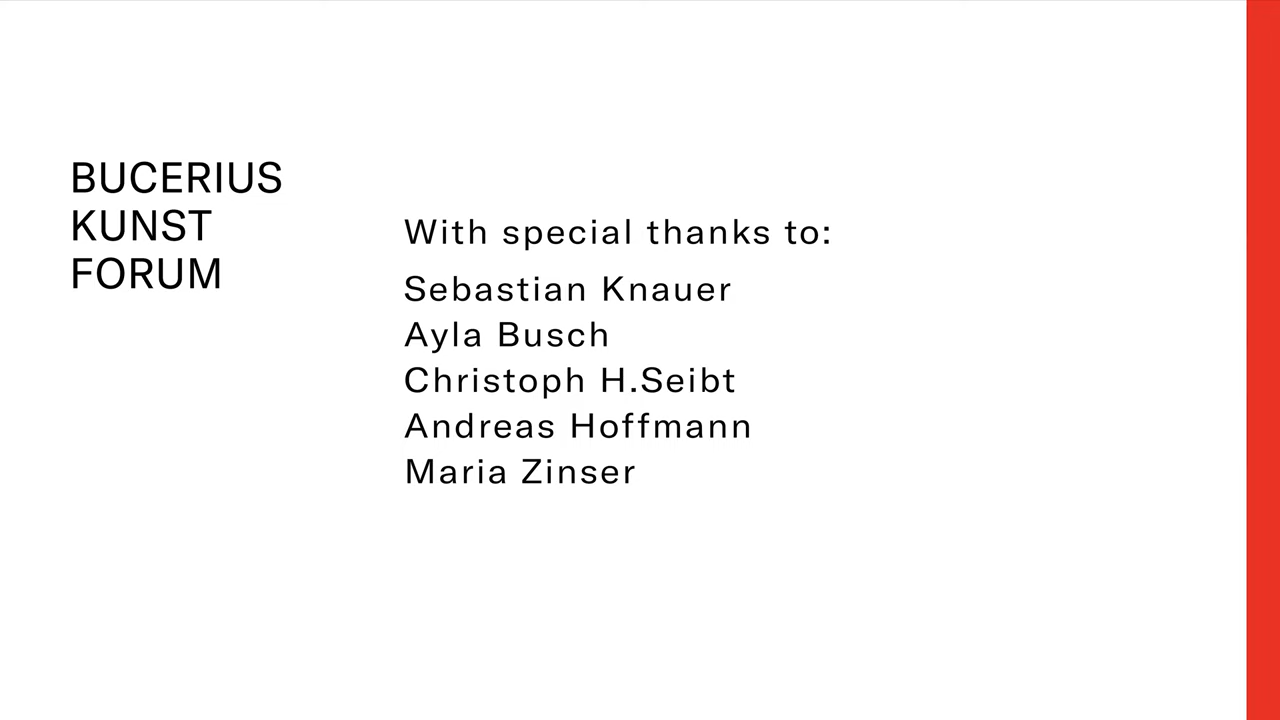 BUCERIUS
KUNST
FORUM
With special thanks to:
Sebastian Knauer
Ayla Busch
Christoph H.Seibt
Andreas Hoffmann
Maria Zinser